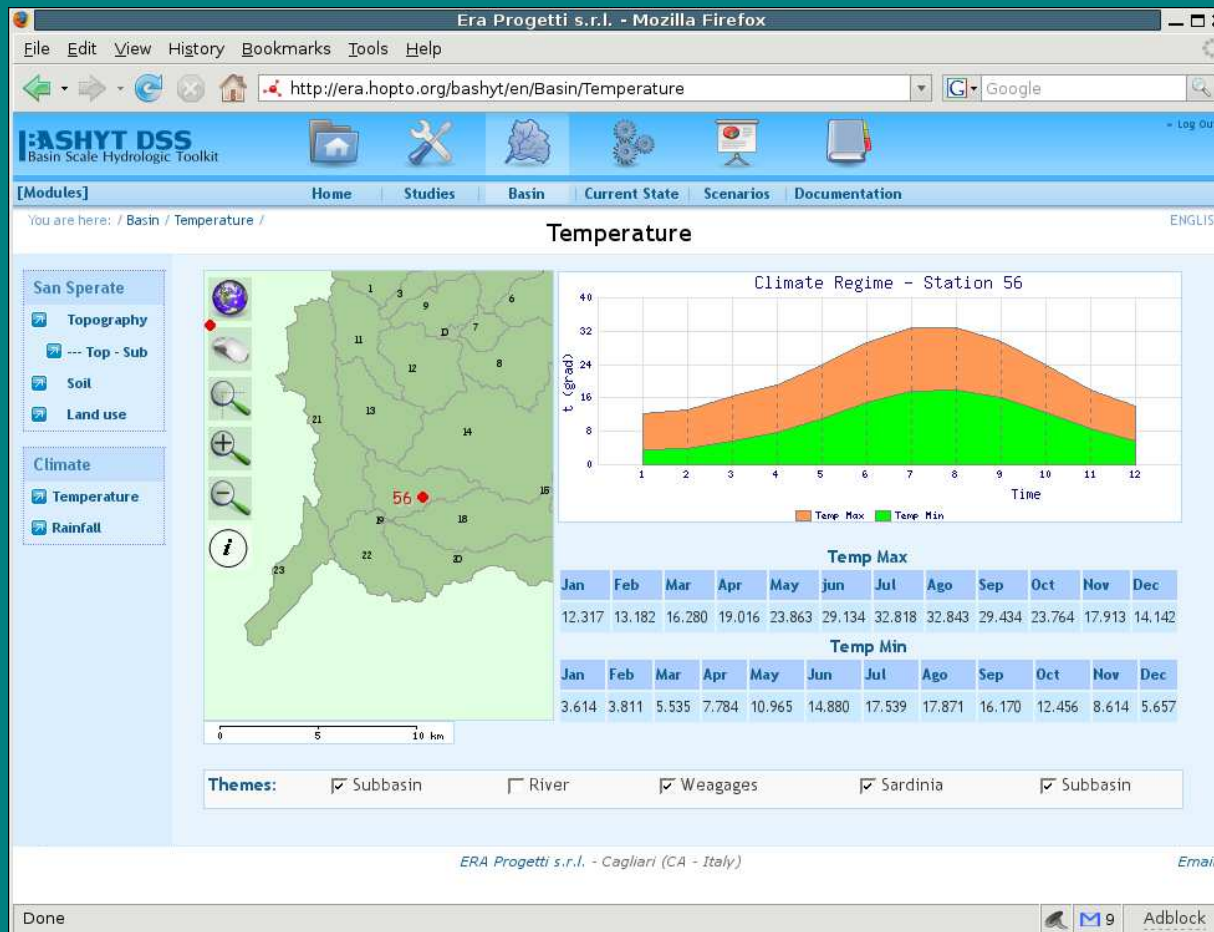 Era Progetti s.r.l. - Mozilla Firefox
File Edit View History Bookmarks Tools Help
http://era.hopto.org/bashyt/en/Basin/Temperature
G Google
BASHYT DSS
Basin Scale Hydrologic Toolkit
[Modules] Home Studies Basin Current State Scenarios Documentation
You are here: / Basin / Temperature /
Temperature
San Sperate
Topography
--- Top - Sub
Soil
Land use
Climate
Temperature
Rainfall
1
3
9
6
10
7
11
12
8
13
21
14
56
15
19
18
22
20
23
i
0 5 10 km
Climate Regime - Station 56
t (grad)
40
32
24
16
8
0
1 2 3 4 5 6 7 8 9 10 11 12
Time
Temp Max Temp Min
Temp Max
Jan Feb Mar Apr May jun Jul Ago Sep Oct Nov Dec
12.317 13.182 16.280 19.016 23.863 29.134 32.818 32.843 29.434 23.764 17.913 14.142
Temp Min
Jan Feb Mar Apr May Jun Jul Ago Sep Oct Nov Dec
3.614 3.811 5.535 7.784 10.965 14.880 17.539 17.871 16.170 12.456 8.614 5.657
Themes: Subbasin River Weagages Sardinia Subbasin
ERA Progetti s.r.l. - Cagliari (CA - Italy)
Email
Done 9 Adblock